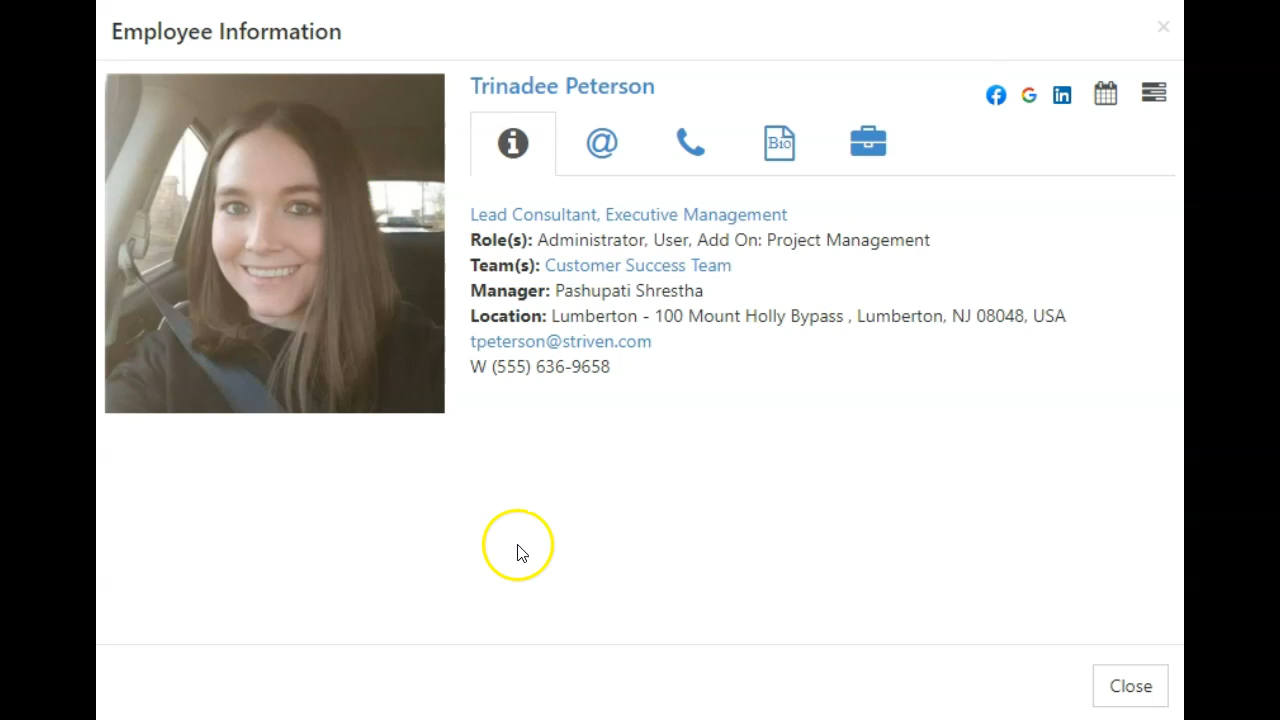 Employee Information
×
Trinadee Peterson
Bio
Lead Consultant, Executive Management
Role(s): Administrator, User, Add On: Project Management
Team(s): Customer Success Team
Manager: Pashupati Shrestha
Location: Lumberton - 100 Mount Holly Bypass , Lumberton, NJ 08048, USA
tpeterson@striven.com
W (555) 636-9658
Close